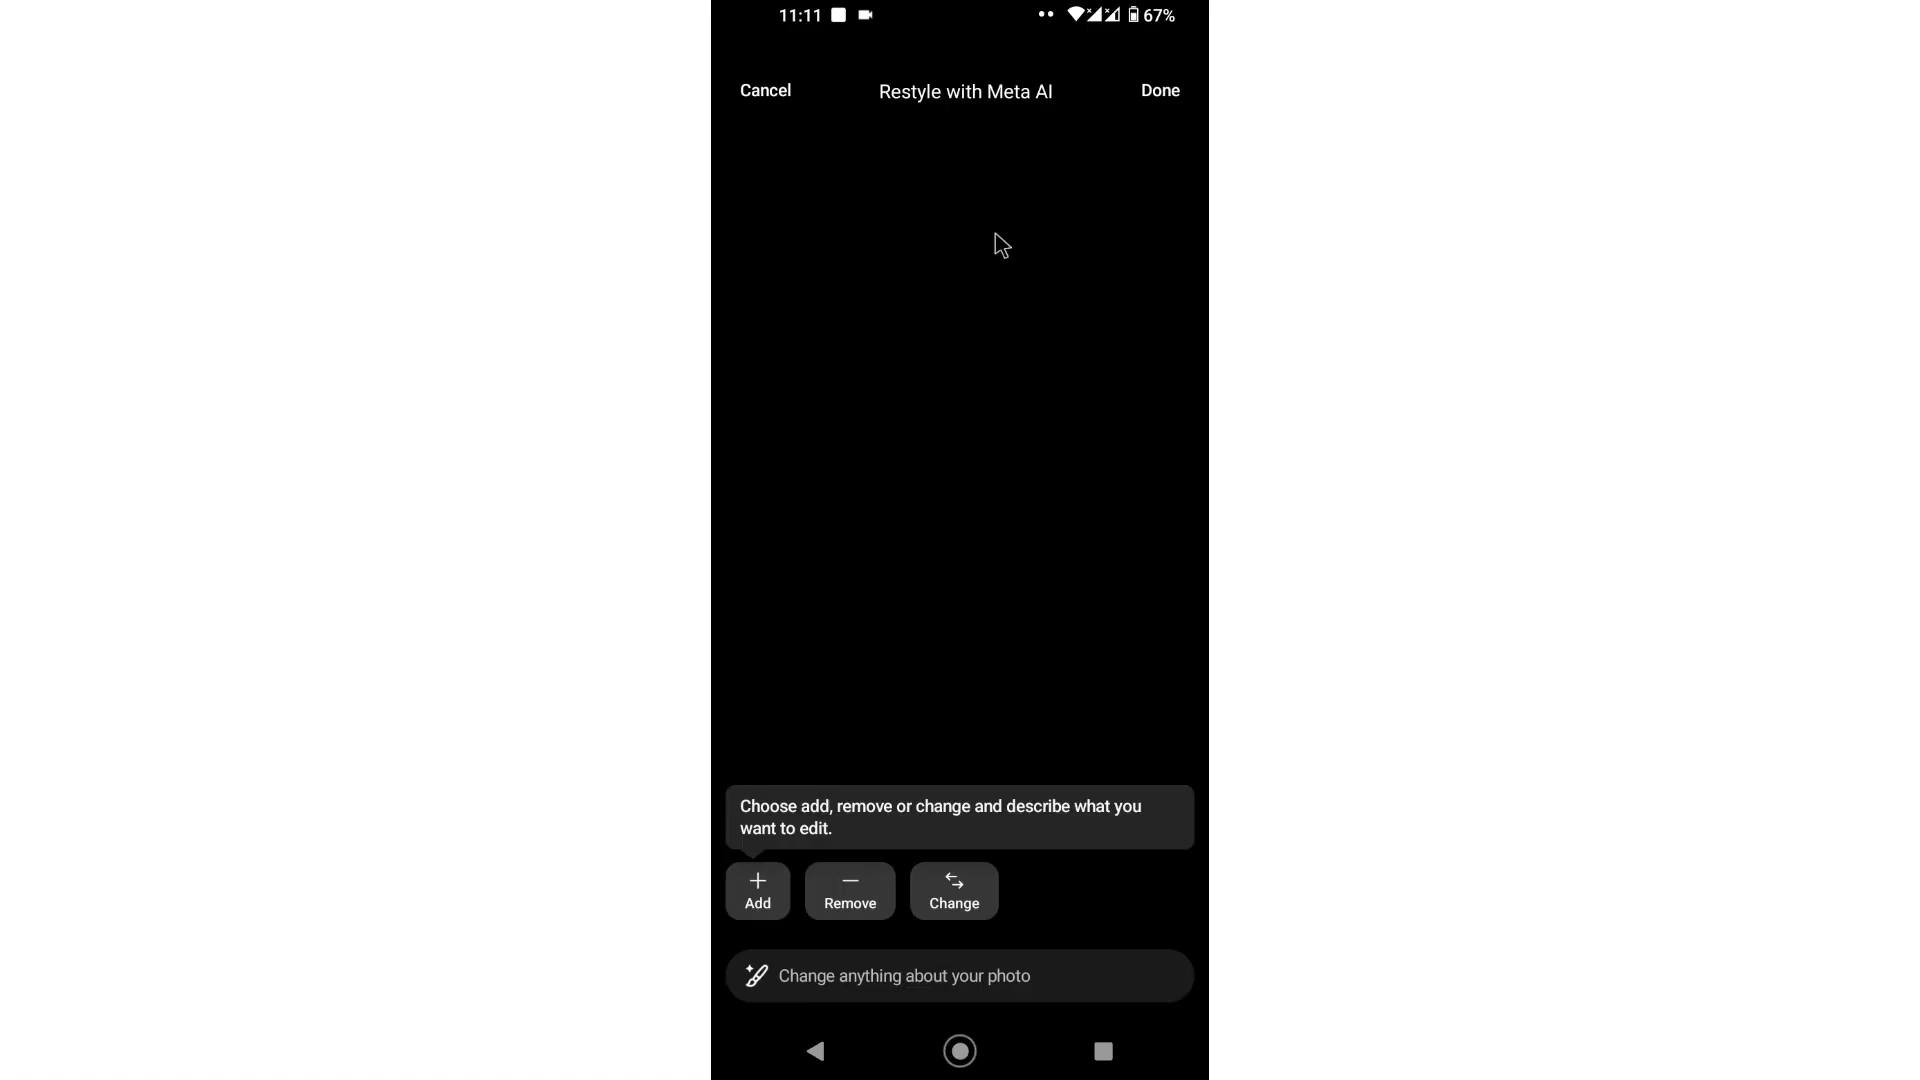 11:11
67%
Cancel
Restyle with Meta AI
Done
Choose add, remove or change and describe what you
want to edit.
Add
Remove
Change
Change anything about your photo